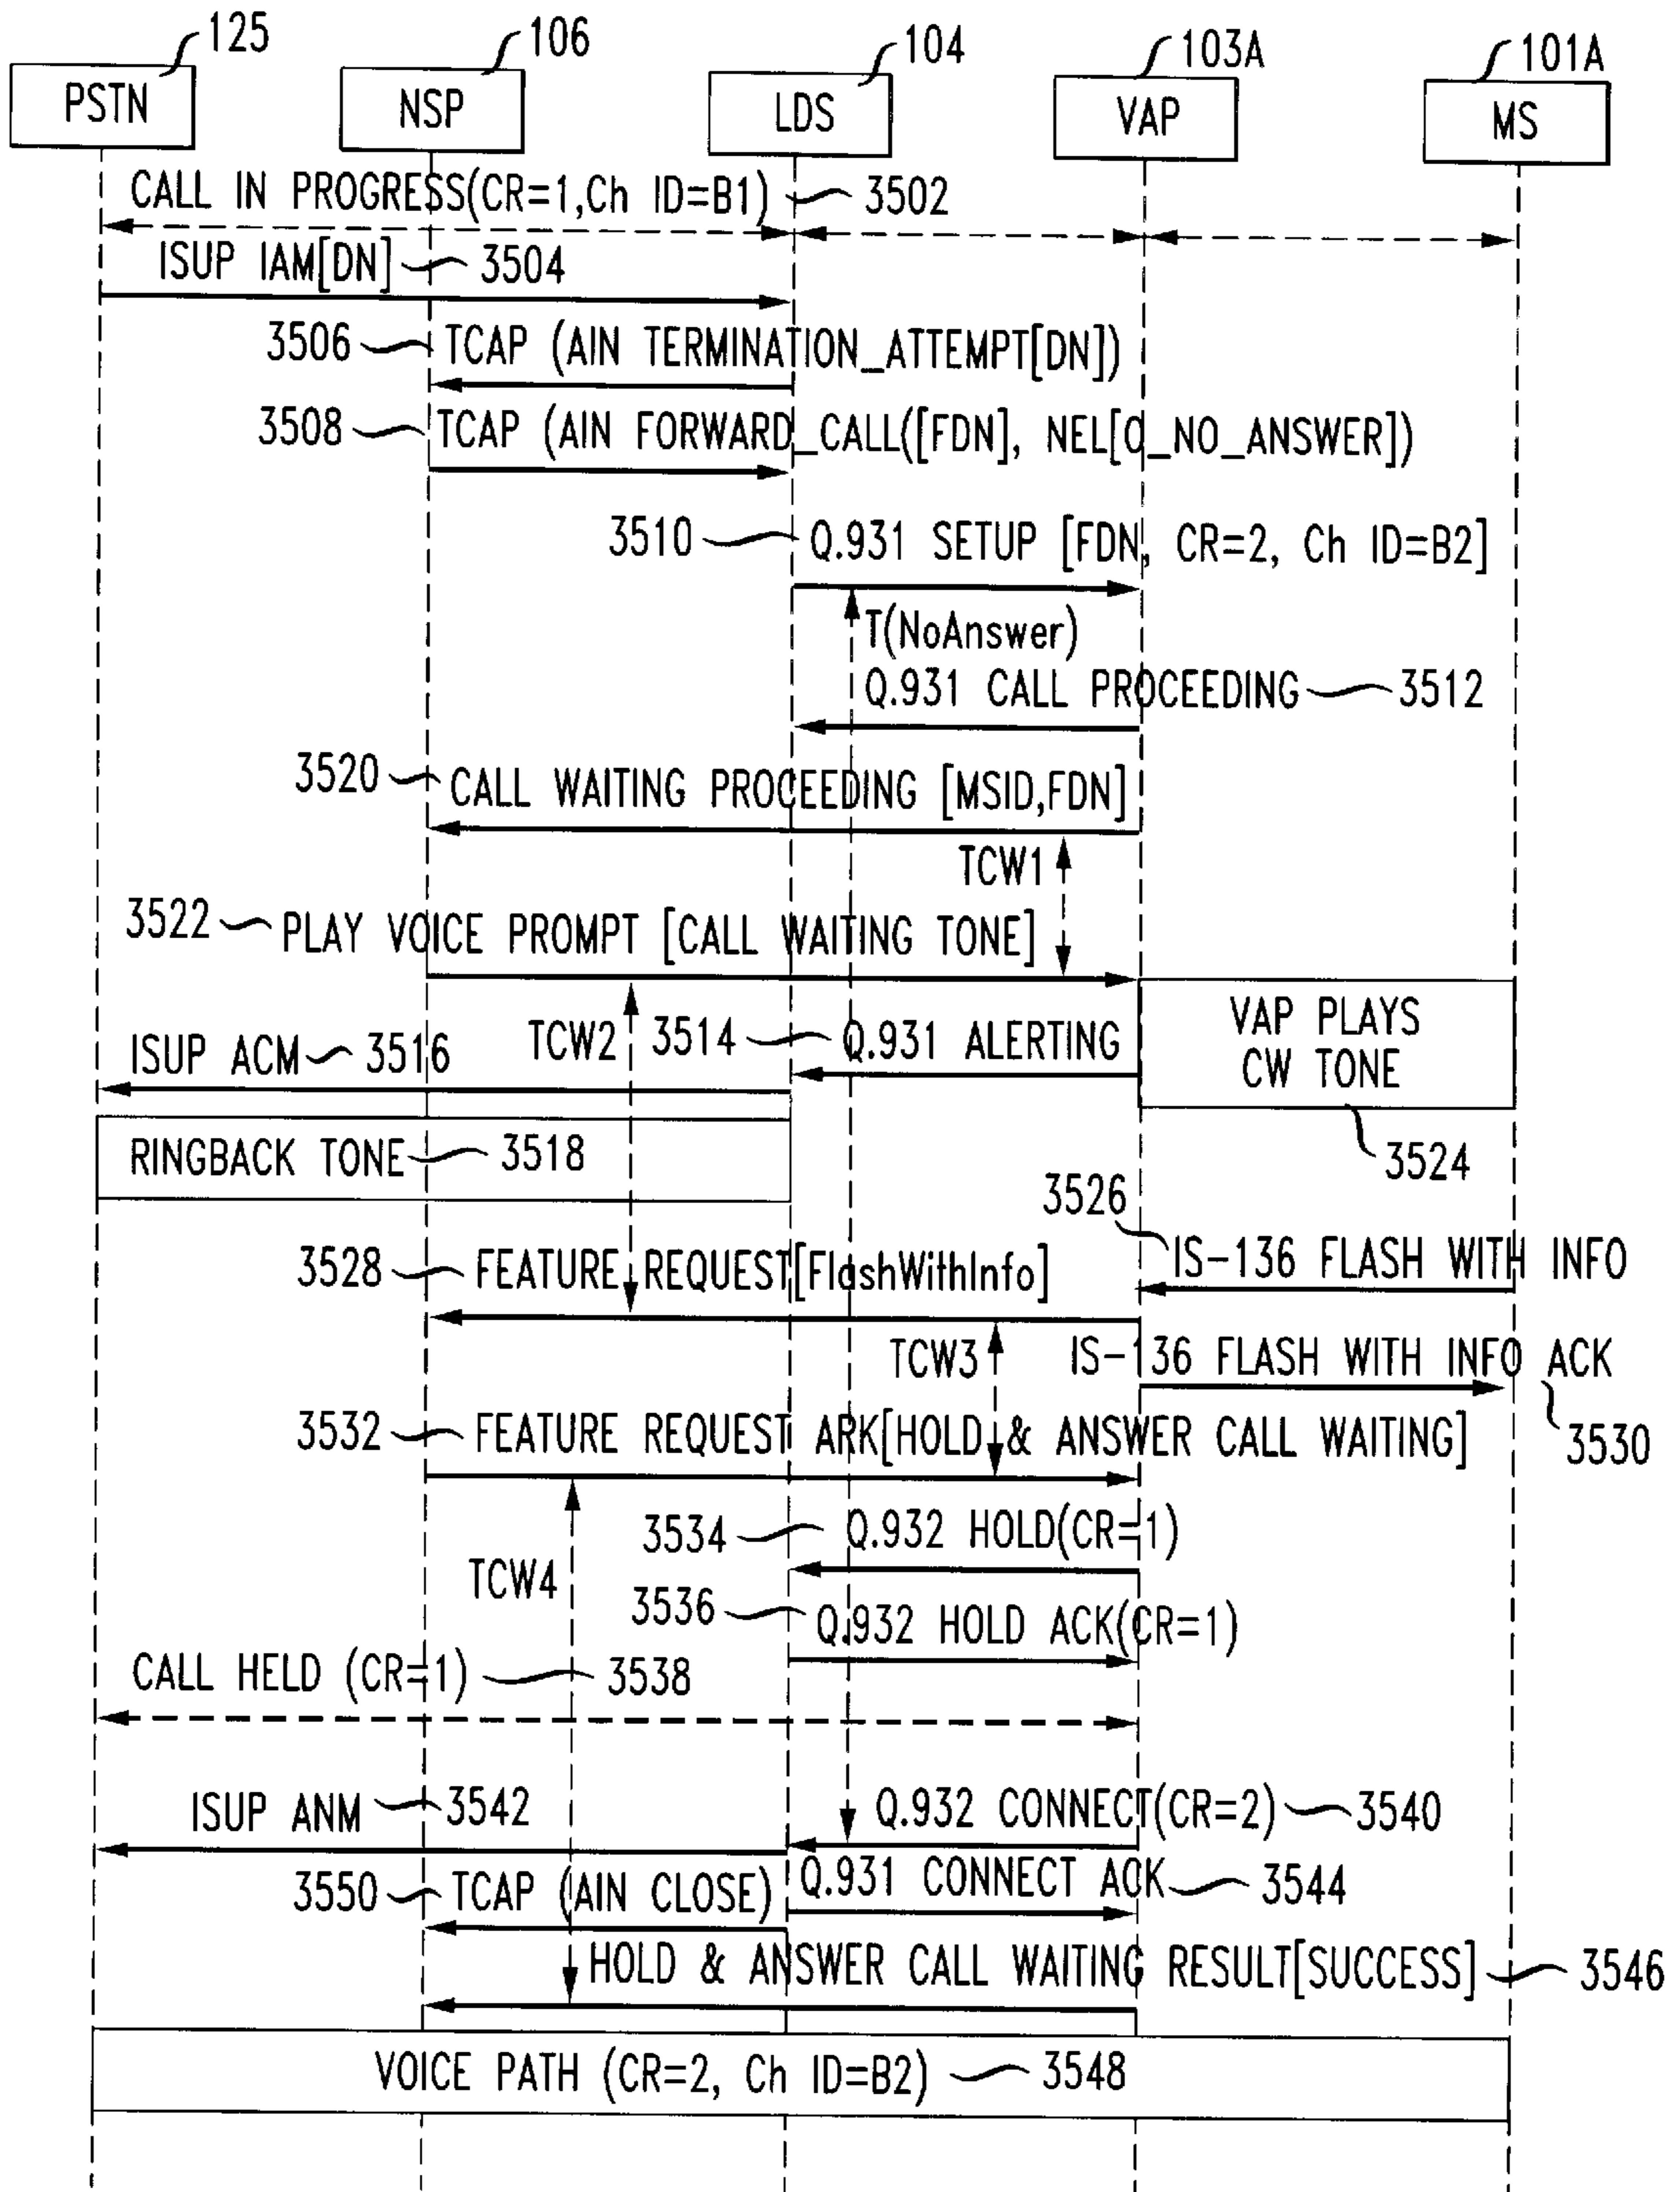 125 106 104 103A 101A
PSTN NSP LDS VAP MS
CALL IN PROGRESS(CR=1,Ch ID=B1) 3502
ISUP IAM[DN] 3504
3506 TCAP (AIN TERMINATION_ATTEMPT[DN])
3508 TCAP (AIN FORWARD_CALL([FDN], NEL[O_NO_ANSWER])
3510 Q.931 SETUP [FDN, CR=2, Ch ID=B2]
T(NoAnswer)
Q.931 CALL PROCEEDING 3512
3520 CALL WAITING PROCEEDING [MSID,FDN]
TCW1
3522 PLAY VOICE PROMPT [CALL WAITING TONE]
VAP PLAYS
CW TONE
3524
TCW2 3514 Q.931 ALERTING
ISUP ACM 3516
RINGBACK TONE 3518
3526
IS-136 FLASH WITH INFO
3528 FEATURE REQUEST[FlashWithInfo]
TCW3 IS-136 FLASH WITH INFO ACK
3530
3532 FEATURE REQUEST ARK[HOLD & ANSWER CALL WAITING]
3534 Q.932 HOLD(CR=1)
TCW4
3536 Q.932 HOLD ACK(CR=1)
CALL HELD (CR=1) 3538
ISUP ANM 3542
Q.932 CONNECT(CR=2) 3540
Q.931 CONNECT ACK 3544
3550 TCAP (AIN CLOSE)
HOLD & ANSWER CALL WAITING RESULT[SUCCESS] 3546
VOICE PATH (CR=2, Ch ID=B2) 3548